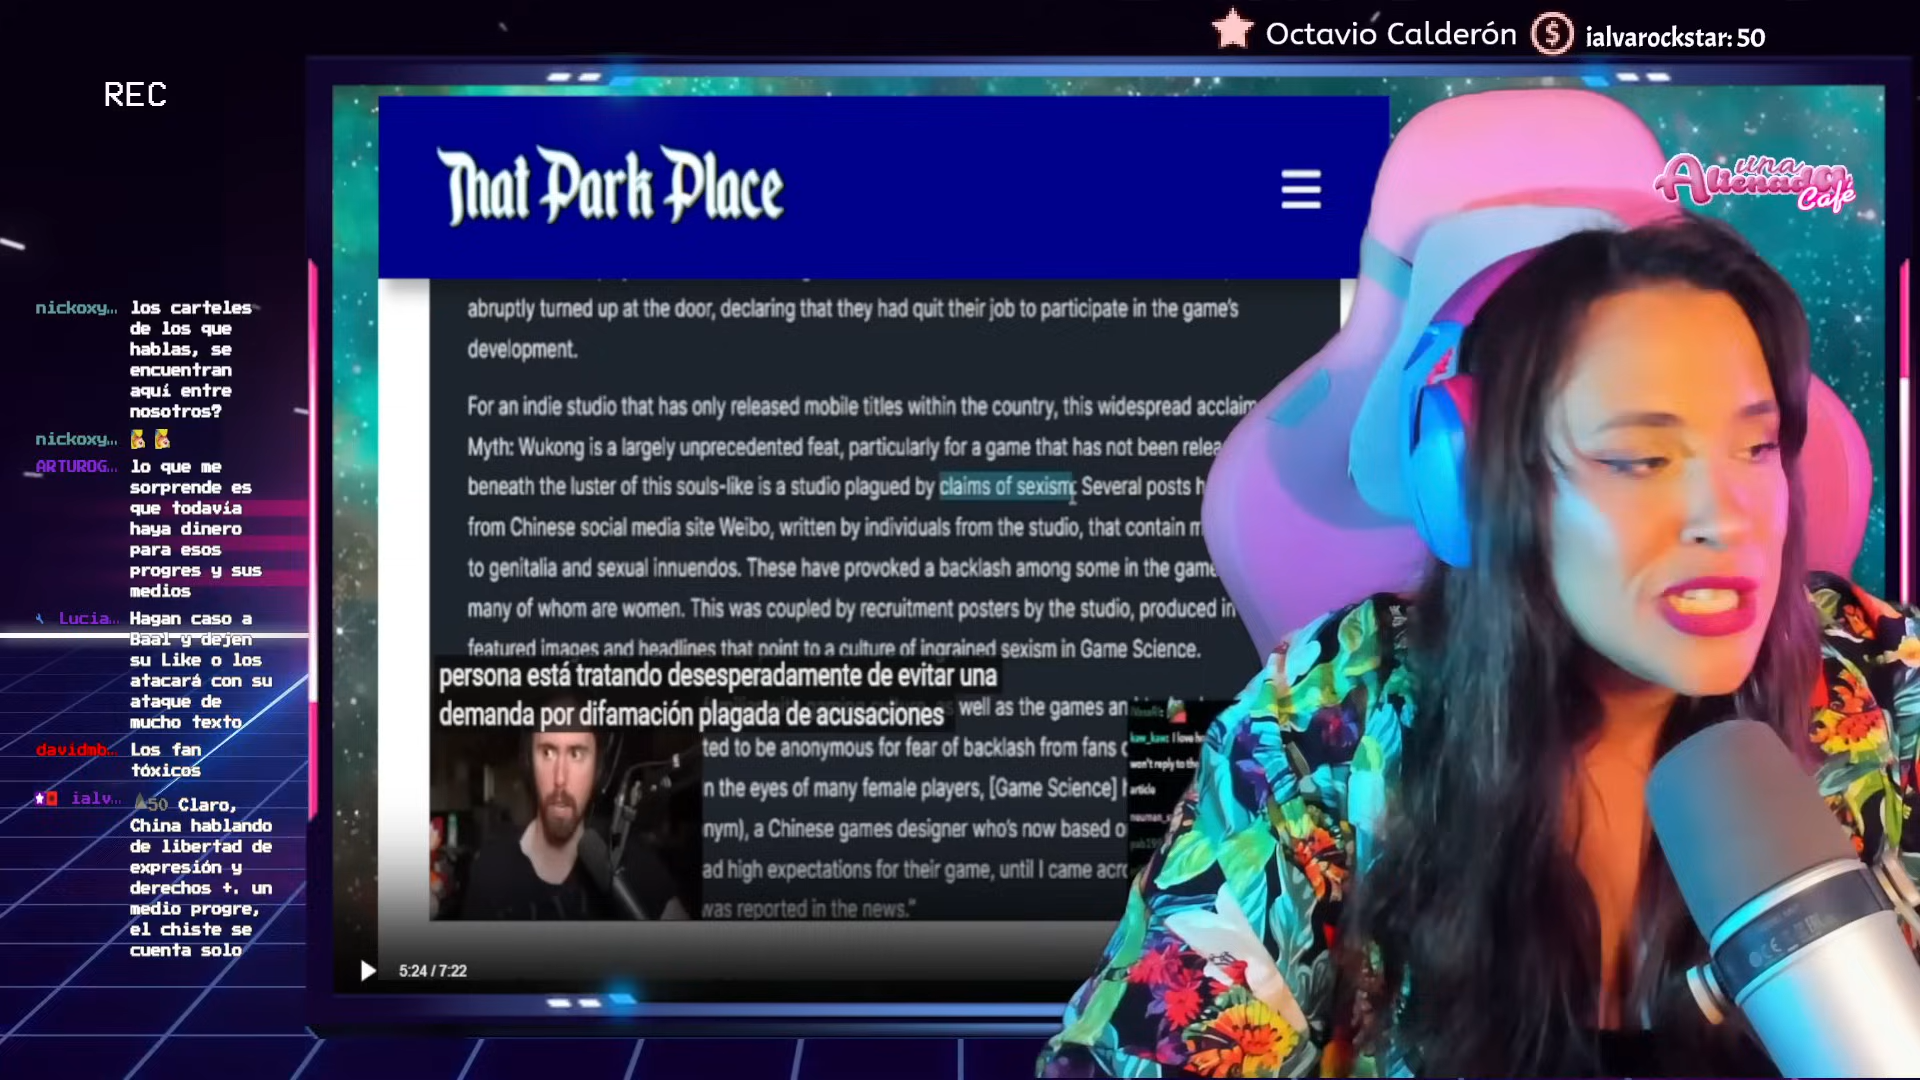 Octavio Calderón
ialvarockstar: 50
REC
una
Alienada
Café
That Park Place
abruptly turned up at the door, declaring that they had quit their job to participate in the game's
development.
For an indie studio that has only released mobile titles within the country, this widespread acclaim
Myth: Wukong is a largely unprecedented feat, particularly for a game that has not been relea
beneath the luster of this souls-like is a studio plagued by claims of sexism. Several posts h
from Chinese social media site Weibo, written by individuals from the studio, that contain m
to genitalia and sexual innuendos. These have provoked a backlash among some in the game
many of whom are women. This was coupled by recruitment posters by the studio, produced in
featured images and headlines that point to a culture of ingrained sexism in Game Science.
persona está tratando desesperadamente de evitar una
demanda por difamación plagada de acusaciones
well as the games an
ted to be anonymous for fear of backlash from fans
n the eyes of many female players, [Game Science]
nym), a Chinese games designer who's now based o
ad high expectations for their game, until I came acr
was reported in the news."
won't reply to the
article
5:24 / 7:22
nickoxy... los carteles
de los que
hablas, se
encuentran
aquí entre
nosotros?
nickoxy...
ARTUROG... lo que me
sorprende es
que todavía
haya dinero
para esos
progres y sus
medios
Lucia... Hagan caso a
Baal y dejen
su Like o los
atacará con su
ataque de
mucho texto
davidmb... Los fan
tóxicos
ialv... 50 Claro,
China hablando
de libertad de
expresión y
derechos +. un
medio progre,
el chiste se
cuenta solo